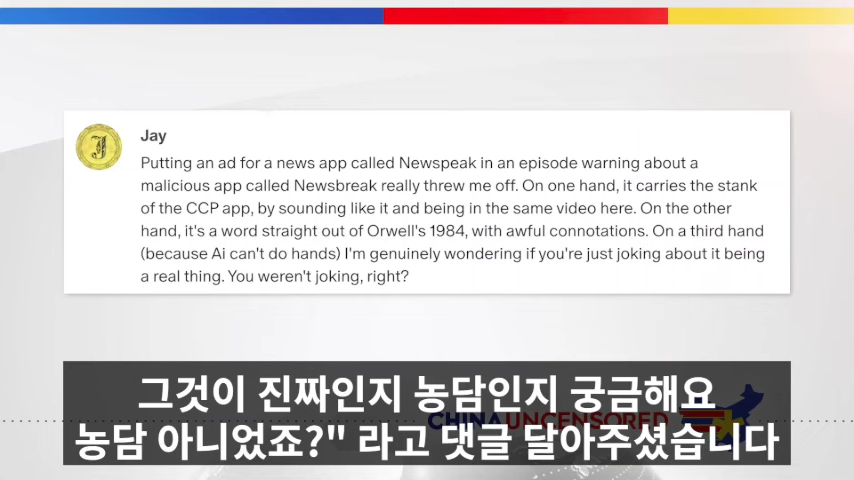 Jay
Putting an ad for a news app called Newspeak in an episode warning about a
malicious app called Newsbreak really threw me off. On one hand, it carries the stank
of the CCP app, by sounding like it and being in the same video here. On the other
hand, it's a word straight out of Orwell's 1984, with awful connotations. On a third hand
(because Ai can't do hands) I'm genuinely wondering if you're just joking about it being
a real thing. You weren't joking, right?
그것이 진짜인지 농담인지 궁금해요
CHINA UNCENSORED
농담 아니었죠?" 라고 댓글 달아주셨습니다